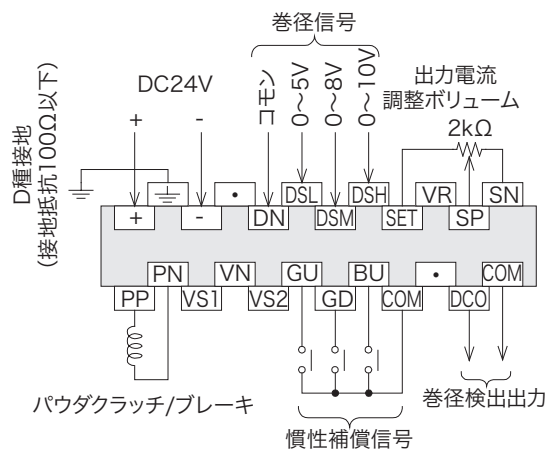 巻径信号
DC24V
+
-
コモン
0～5V
0～8V
0～10V
出力電流
調整ボリューム
2kΩ
D種接地
(接地抵抗100Ω以下)
•
DSL
DSH
VR
SN
+
-
DN
DSM
SET
SP
PN
VN
GU
BU
•
COM
PP
VS1
VS2
GD
COM
DCO
パウダクラッチ/ブレーキ
慣性補償信号
巻径検出出力